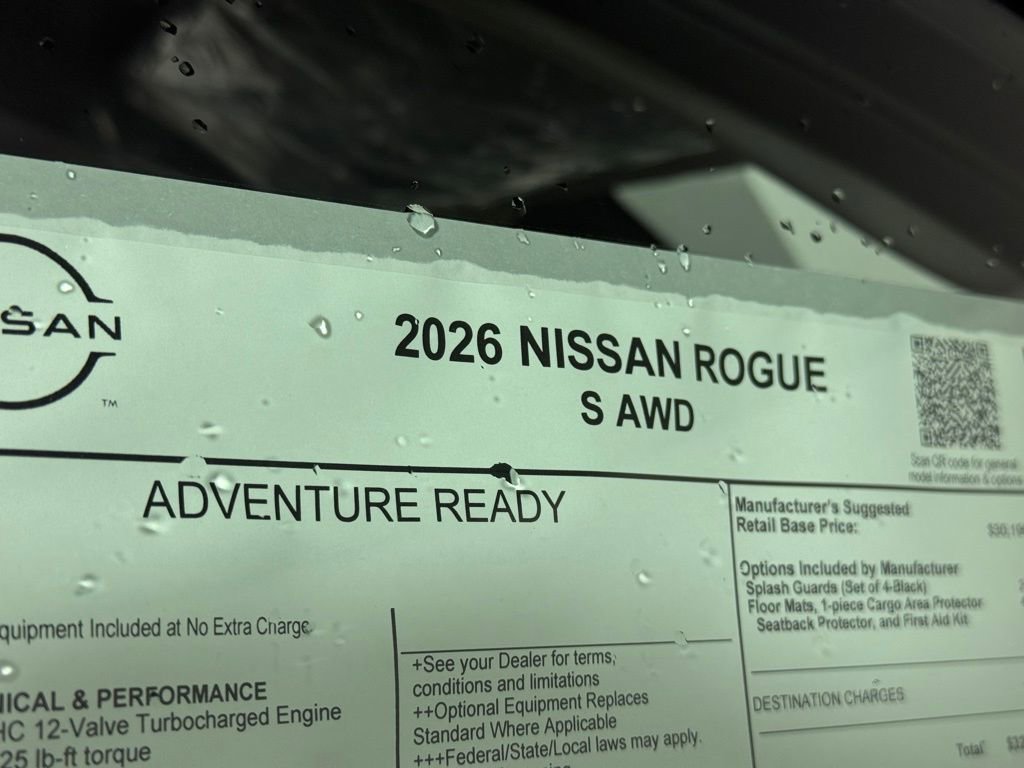 SSAN
TM
2026 NISSAN ROGUE
S AWD
Scan QR code for general
model information & options
ADVENTURE READY
Manufacturer's Suggested
Retail Base Price:
Options Included by Manufacturer
Splash Guards (Set of 4-Black)
Floor Mats, 1-piece Cargo Area Protector
Seatback Protector, and First Aid Kit
DESTINATION CHARGES
Total
quipment Included at No Extra Charge
NICAL & PERFORMANCE
HC 12-Valve Turbocharged Engine
25 lb-ft torque
+See your Dealer for terms,
conditions and limitations
++Optional Equipment Replaces
Standard Where Applicable
+++Federal/State/Local laws may apply.